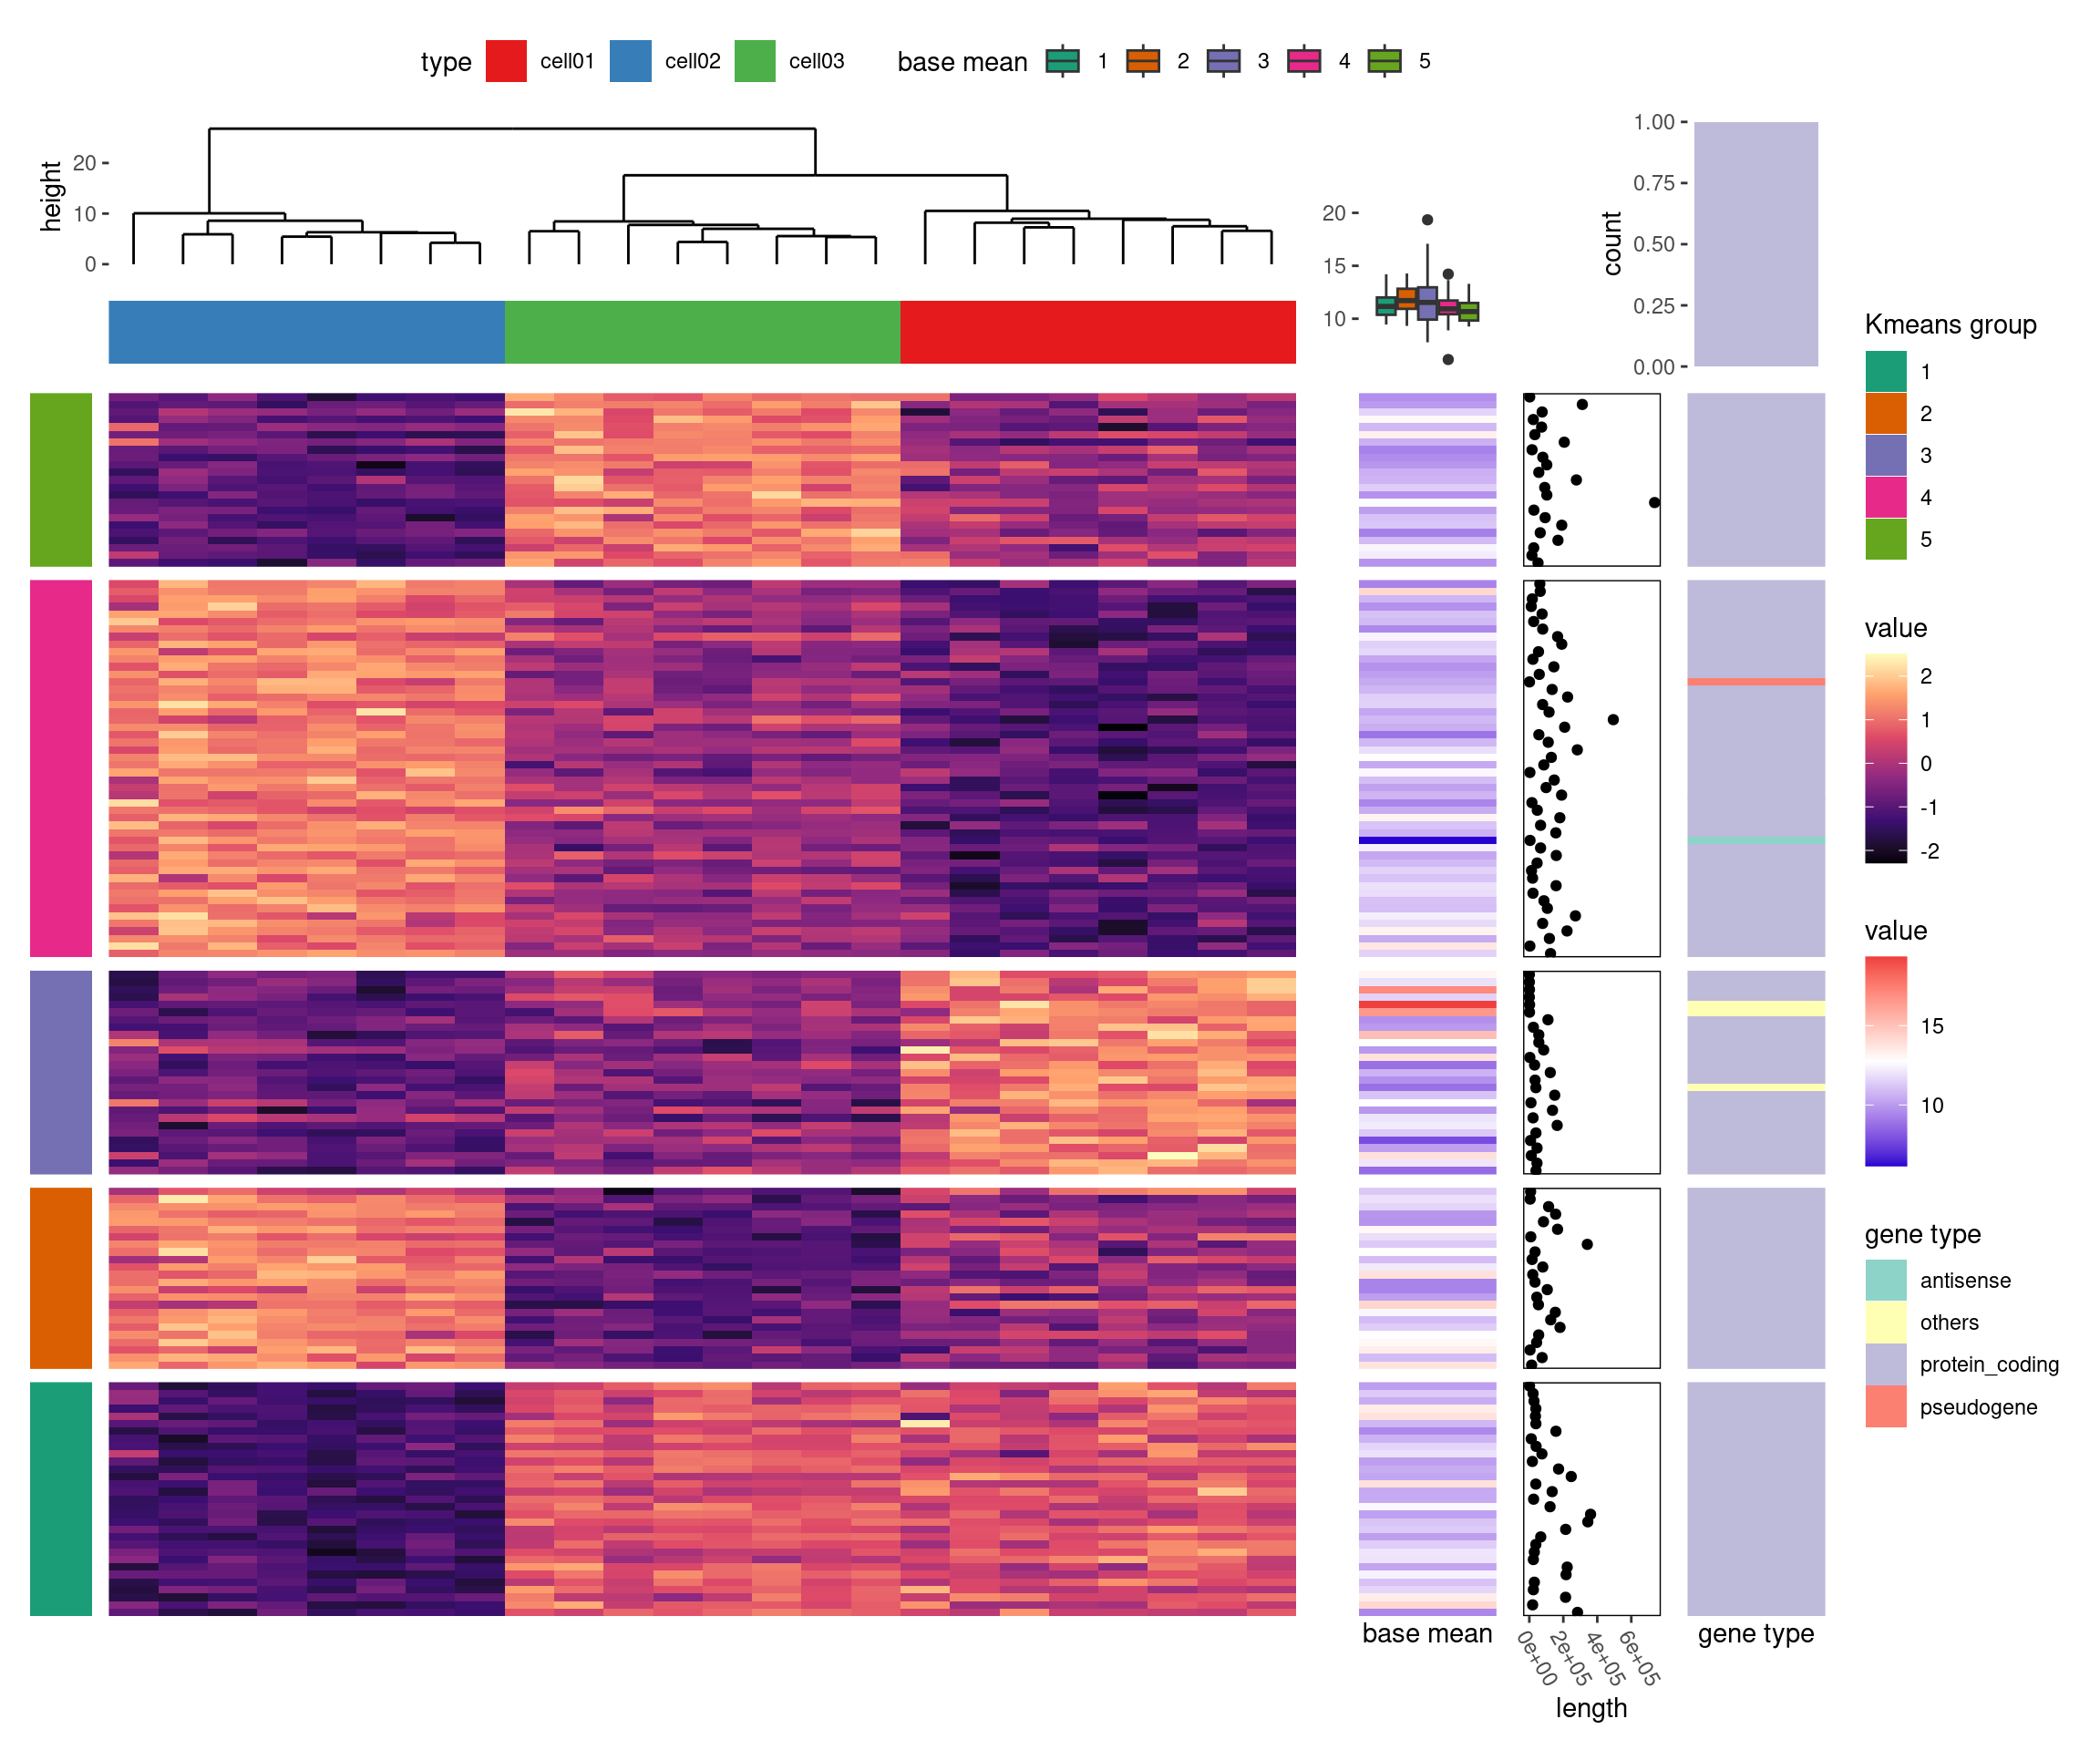 type cell01 cell02 cell03 base mean 1 2 3 4 5
height
20
10
0
20
15
10
count
1.00
0.75
0.50
0.25
0.00
Kmeans group
1
2
3
4
5
value
2
1
0
-1
-2
value
15
10
gene type
antisense
others
protein_coding
pseudogene
base mean
0e+00 2e+05 4e+05 6e+05
length
gene type